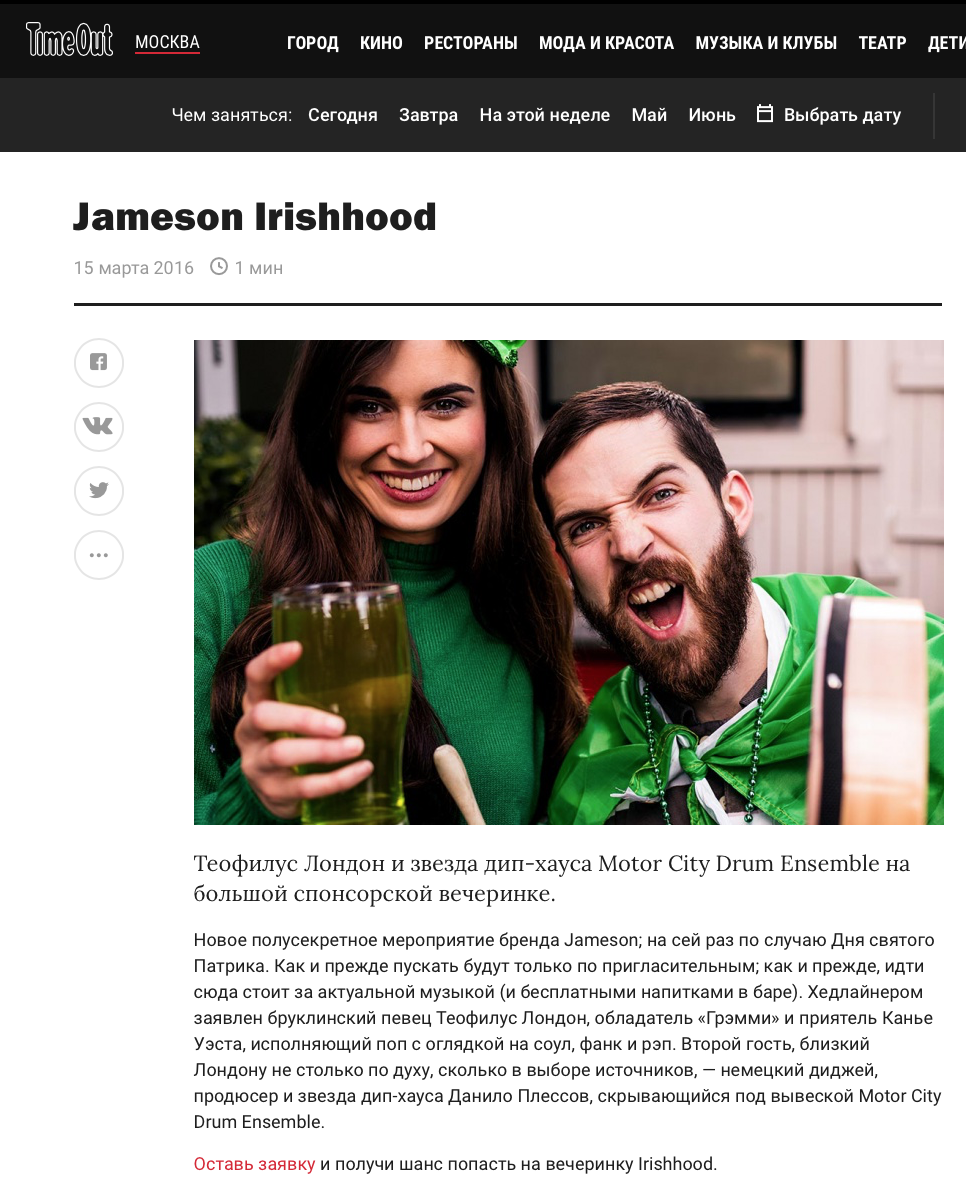 TimeOut МОСКВА ГОРОД КИНО РЕСТОРАНЫ МОДА И КРАСОТА МУЗЫКА И КЛУБЫ ТЕАТР ДЕТИ
Чем заняться: Сегодня Завтра На этой неделе Май Июнь Выбрать дату
Jameson Irishhood
15 марта 2016 1 мин
Теофилус Лондон и звезда дип-хауса Motor City Drum Ensemble на
большой спонсорской вечеринке.
Новое полусекретное мероприятие бренда Jameson; на сей раз по случаю Дня святого
Патрика. Как и прежде пускать будут только по пригласительным; как и прежде, идти
сюда стоит за актуальной музыкой (и бесплатными напитками в баре). Хедлайнером
заявлен бруклинский певец Теофилус Лондон, обладатель «Грэмми» и приятель Канье
Уэста, исполняющий поп с оглядкой на соул, фанк и рэп. Второй гость, близкий
Лондону не столько по духу, сколько в выборе источников, — немецкий диджей,
продюсер и звезда дип-хауса Данило Плессов, скрывающийся под вывеской Motor City
Drum Ensemble.
Оставь заявку и получи шанс попасть на вечеринку Irishhood.